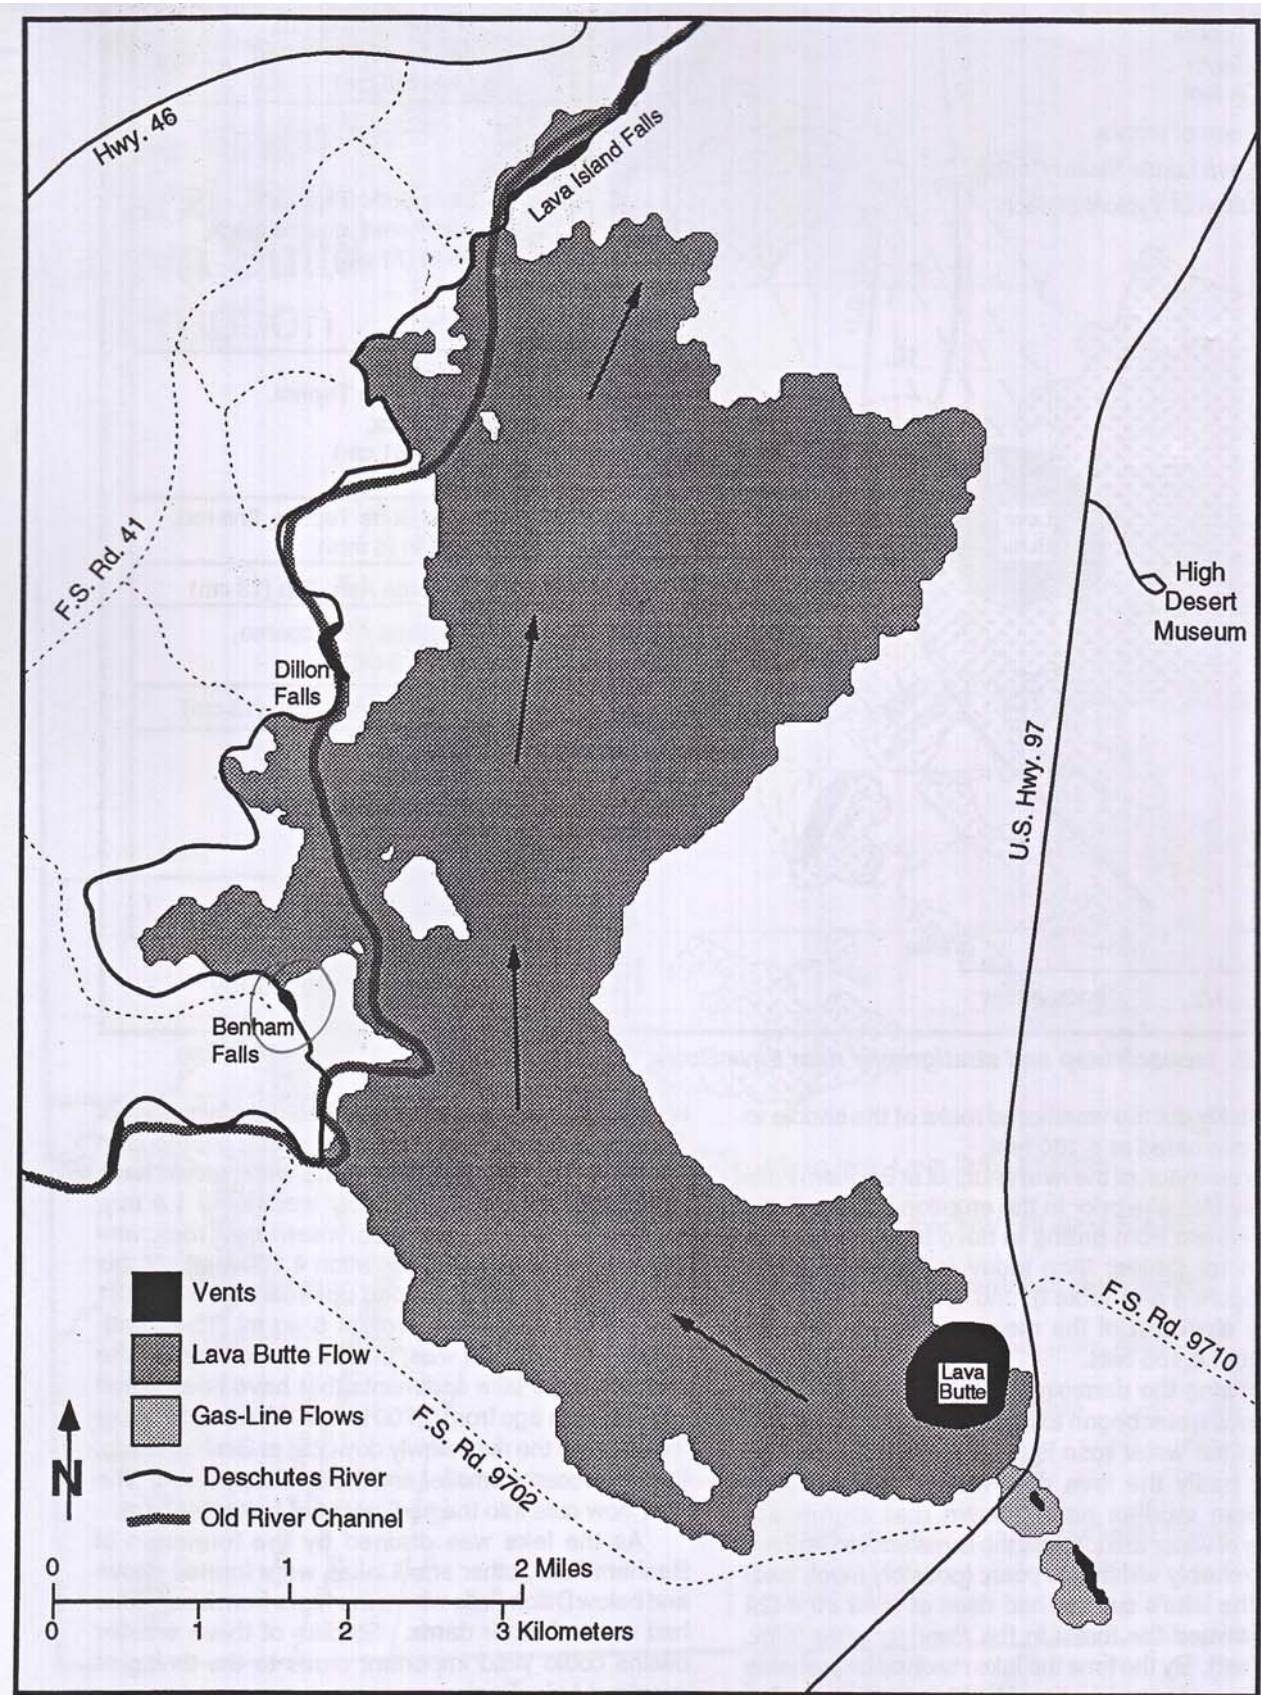 Hwy. 46
Lava Island Falls
F.S. Rd. 41
High
Desert
Museum
Dillon
Falls
U.S. Hwy. 97
Benham
Falls
F.S. Rd. 9710
Lava
Butte
F.S. Rd. 9702
Vents
Lava Butte Flow
Gas-Line Flows
Deschutes River
Old River Channel
N
0 1 2 Miles
0 1 2 3 Kilometers